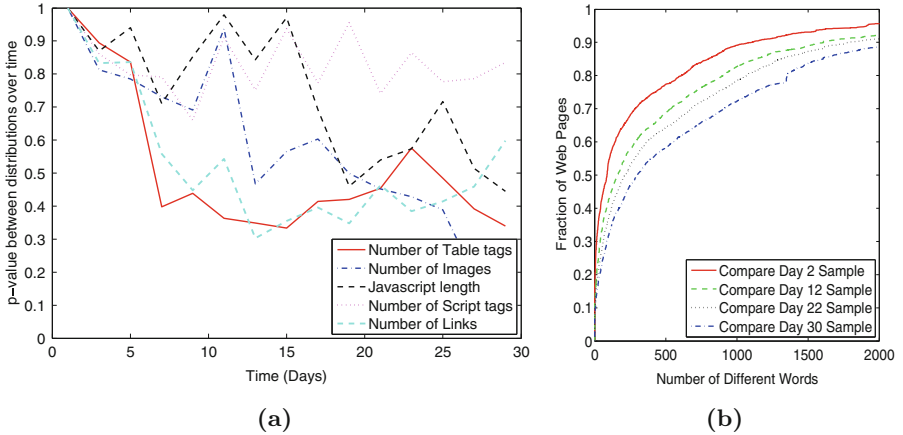 p-value between distributions over time
1
0.9
0.8
0.7
0.6
0.5
0.4
0.3
0.2
0.1
0
0 5 10 15 20 25 30
Time (Days)
Number of Table tags
Number of Images
Javascript length
Number of Script tags
Number of Links
(a)
Fraction of Web Pages
1
0.9
0.8
0.7
0.6
0.5
0.4
0.3
0.2
0.1
0
0 500 1000 1500 2000
Number of Different Words
Compare Day 2 Sample
Compare Day 12 Sample
Compare Day 22 Sample
Compare Day 30 Sample
(b)